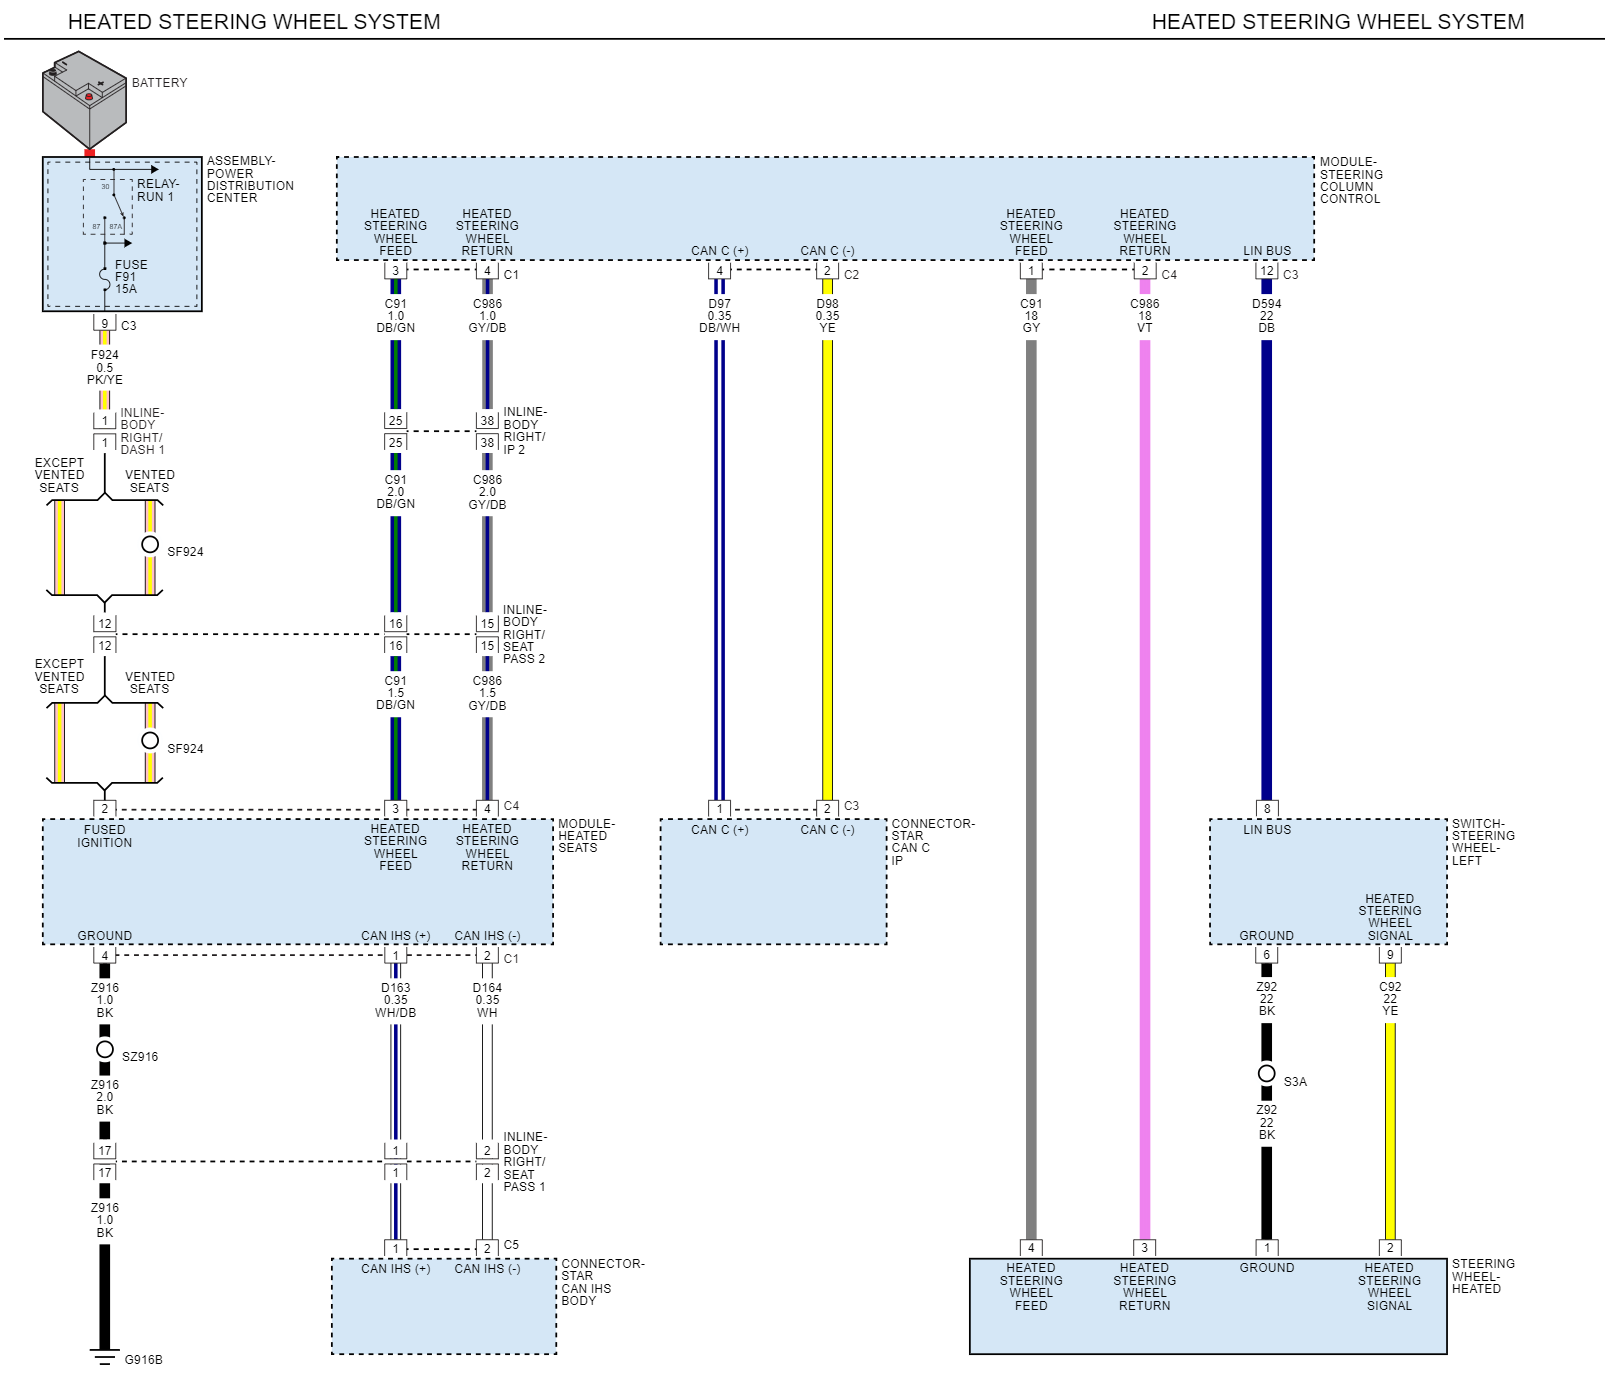 HEATED STEERING WHEEL SYSTEM
HEATED STEERING WHEEL SYSTEM
BATTERY
ASSEMBLY-
POWER
DISTRIBUTION
CENTER
30
RELAY-
RUN 1
87
87A
FUSE
F91
15A
9
C3
F924
0.5
PK/YE
1
INLINE-
BODY
RIGHT/
DASH 1
1
EXCEPT
VENTED
SEATS
VENTED
SEATS
SF924
12
12
EXCEPT
VENTED
SEATS
VENTED
SEATS
SF924
2
MODULE-
STEERING
COLUMN
CONTROL
HEATED
STEERING
WHEEL
FEED
HEATED
STEERING
WHEEL
RETURN
CAN C (+)
CAN C (-)
HEATED
STEERING
WHEEL
FEED
HEATED
STEERING
WHEEL
RETURN
LIN BUS
3
4
C1
4
2
C2
1
2
C4
12
C3
C91
1.0
DB/GN
C986
1.0
GY/DB
D97
0.35
DB/WH
D98
0.35
YE
C91
18
GY
C986
18
VT
D594
22
DB
25
38
25
38
INLINE-
BODY
RIGHT/
IP 2
C91
2.0
DB/GN
C986
2.0
GY/DB
16
15
16
15
INLINE-
BODY
RIGHT/
SEAT
PASS 2
C91
1.5
DB/GN
C986
1.5
GY/DB
3
4
C4
1
2
C3
8
FUSED
IGNITION
HEATED
STEERING
WHEEL
FEED
HEATED
STEERING
WHEEL
RETURN
MODULE-
HEATED
SEATS
GROUND
CAN IHS (+)
CAN IHS (-)
CAN C (+)
CAN C (-)
CONNECTOR-
STAR
CAN C
IP
LIN BUS
SWITCH-
STEERING
WHEEL-
LEFT
GROUND
HEATED
STEERING
WHEEL
SIGNAL
4
1
2
C1
6
9
Z916
1.0
BK
D163
0.35
WH/DB
D164
0.35
WH
Z92
22
BK
C92
22
YE
SZ916
S3A
Z916
2.0
BK
Z92
22
BK
17
17
1
2
1
2
INLINE-
BODY
RIGHT/
SEAT
PASS 1
Z916
1.0
BK
1
2
C5
4
3
1
2
CAN IHS (+)
CAN IHS (-)
CONNECTOR-
STAR
CAN IHS
BODY
HEATED
STEERING
WHEEL
FEED
HEATED
STEERING
WHEEL
RETURN
GROUND
HEATED
STEERING
WHEEL
SIGNAL
STEERING
WHEEL-
HEATED
G916B